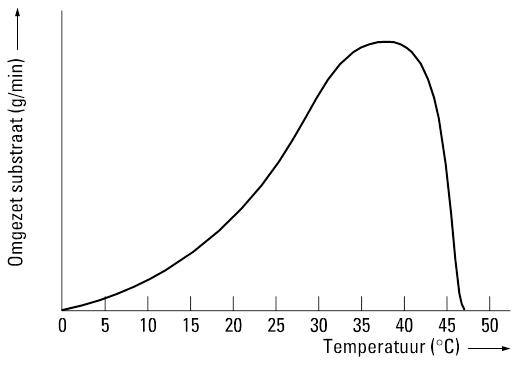 Omgezet substraat (g/min)
0 5 10 15 20 25 30 35 40 45 50
Temperatuur (°C)